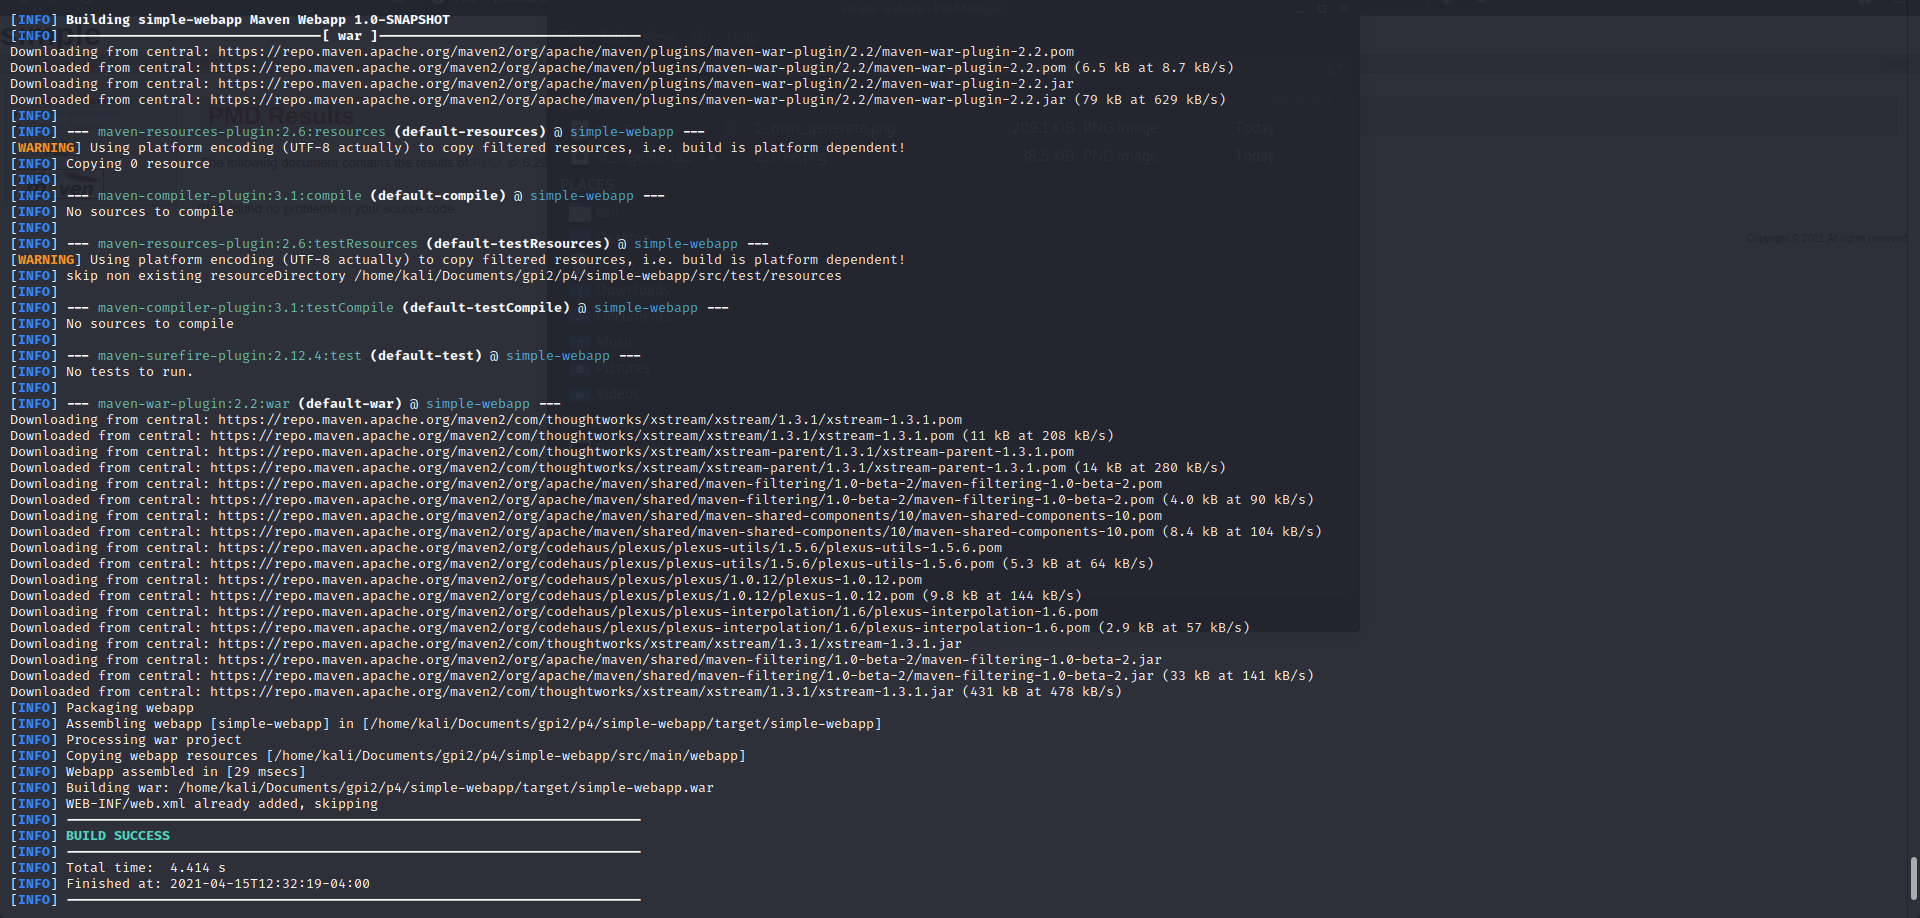 [INFO] Building simple-webapp Maven Webapp 1.0-SNAPSHOT
[INFO] --------------------------------[ war ]---------------------------------
Downloading from central: https://repo.maven.apache.org/maven2/org/apache/maven/plugins/maven-war-plugin/2.2/maven-war-plugin-2.2.pom
Downloaded from central: https://repo.maven.apache.org/maven2/org/apache/maven/plugins/maven-war-plugin/2.2/maven-war-plugin-2.2.pom (6.5 kB at 8.7 kB/s)
Downloading from central: https://repo.maven.apache.org/maven2/org/apache/maven/plugins/maven-war-plugin/2.2/maven-war-plugin-2.2.jar
Downloaded from central: https://repo.maven.apache.org/maven2/org/apache/maven/plugins/maven-war-plugin/2.2/maven-war-plugin-2.2.jar (79 kB at 629 kB/s)
[INFO]
[INFO] --- maven-resources-plugin:2.6:resources (default-resources) @ simple-webapp ---
[WARNING] Using platform encoding (UTF-8 actually) to copy filtered resources, i.e. build is platform dependent!
[INFO] Copying 0 resource
[INFO]
[INFO] --- maven-compiler-plugin:3.1:compile (default-compile) @ simple-webapp ---
[INFO] No sources to compile
[INFO]
[INFO] --- maven-resources-plugin:2.6:testResources (default-testResources) @ simple-webapp ---
[WARNING] Using platform encoding (UTF-8 actually) to copy filtered resources, i.e. build is platform dependent!
[INFO] skip non existing resourceDirectory /home/kali/Documents/gpi2/p4/simple-webapp/src/test/resources
[INFO]
[INFO] --- maven-compiler-plugin:3.1:testCompile (default-testCompile) @ simple-webapp ---
[INFO] No sources to compile
[INFO]
[INFO] --- maven-surefire-plugin:2.12.4:test (default-test) @ simple-webapp ---
[INFO] No tests to run.
[INFO]
[INFO] --- maven-war-plugin:2.2:war (default-war) @ simple-webapp ---
Downloading from central: https://repo.maven.apache.org/maven2/com/thoughtworks/xstream/xstream/1.3.1/xstream-1.3.1.pom
Downloaded from central: https://repo.maven.apache.org/maven2/com/thoughtworks/xstream/xstream/1.3.1/xstream-1.3.1.pom (11 kB at 208 kB/s)
Downloading from central: https://repo.maven.apache.org/maven2/com/thoughtworks/xstream/xstream-parent/1.3.1/xstream-parent-1.3.1.pom
Downloaded from central: https://repo.maven.apache.org/maven2/com/thoughtworks/xstream/xstream-parent/1.3.1/xstream-parent-1.3.1.pom (14 kB at 280 kB/s)
Downloading from central: https://repo.maven.apache.org/maven2/org/apache/maven/shared/maven-filtering/1.0-beta-2/maven-filtering-1.0-beta-2.pom
Downloaded from central: https://repo.maven.apache.org/maven2/org/apache/maven/shared/maven-filtering/1.0-beta-2/maven-filtering-1.0-beta-2.pom (4.0 kB at 90 kB/s)
Downloading from central: https://repo.maven.apache.org/maven2/org/apache/maven/shared/maven-shared-components/10/maven-shared-components-10.pom
Downloaded from central: https://repo.maven.apache.org/maven2/org/apache/maven/shared/maven-shared-components/10/maven-shared-components-10.pom (8.4 kB at 104 kB/s)
Downloading from central: https://repo.maven.apache.org/maven2/org/codehaus/plexus/plexus-utils/1.5.6/plexus-utils-1.5.6.pom
Downloaded from central: https://repo.maven.apache.org/maven2/org/codehaus/plexus/plexus-utils/1.5.6/plexus-utils-1.5.6.pom (5.3 kB at 64 kB/s)
Downloading from central: https://repo.maven.apache.org/maven2/org/codehaus/plexus/plexus/1.0.12/plexus-1.0.12.pom
Downloaded from central: https://repo.maven.apache.org/maven2/org/codehaus/plexus/plexus/1.0.12/plexus-1.0.12.pom (9.8 kB at 144 kB/s)
Downloading from central: https://repo.maven.apache.org/maven2/org/codehaus/plexus/plexus-interpolation/1.6/plexus-interpolation-1.6.pom
Downloaded from central: https://repo.maven.apache.org/maven2/org/codehaus/plexus/plexus-interpolation/1.6/plexus-interpolation-1.6.pom (2.9 kB at 57 kB/s)
Downloading from central: https://repo.maven.apache.org/maven2/com/thoughtworks/xstream/xstream/1.3.1/xstream-1.3.1.jar
Downloading from central: https://repo.maven.apache.org/maven2/org/apache/maven/shared/maven-filtering/1.0-beta-2/maven-filtering-1.0-beta-2.jar
Downloaded from central: https://repo.maven.apache.org/maven2/org/apache/maven/shared/maven-filtering/1.0-beta-2/maven-filtering-1.0-beta-2.jar (33 kB at 141 kB/s)
Downloaded from central: https://repo.maven.apache.org/maven2/com/thoughtworks/xstream/xstream/1.3.1/xstream-1.3.1.jar (431 kB at 478 kB/s)
[INFO] Packaging webapp
[INFO] Assembling webapp [simple-webapp] in [/home/kali/Documents/gpi2/p4/simple-webapp/target/simple-webapp]
[INFO] Processing war project
[INFO] Copying webapp resources [/home/kali/Documents/gpi2/p4/simple-webapp/src/main/webapp]
[INFO] Webapp assembled in [29 msecs]
[INFO] Building war: /home/kali/Documents/gpi2/p4/simple-webapp/target/simple-webapp.war
[INFO] WEB-INF/web.xml already added, skipping
[INFO] ------------------------------------------------------------------------
[INFO] BUILD SUCCESS
[INFO] ------------------------------------------------------------------------
[INFO] Total time:  4.414 s
[INFO] Finished at: 2021-04-15T12:32:19-04:00
[INFO] ------------------------------------------------------------------------